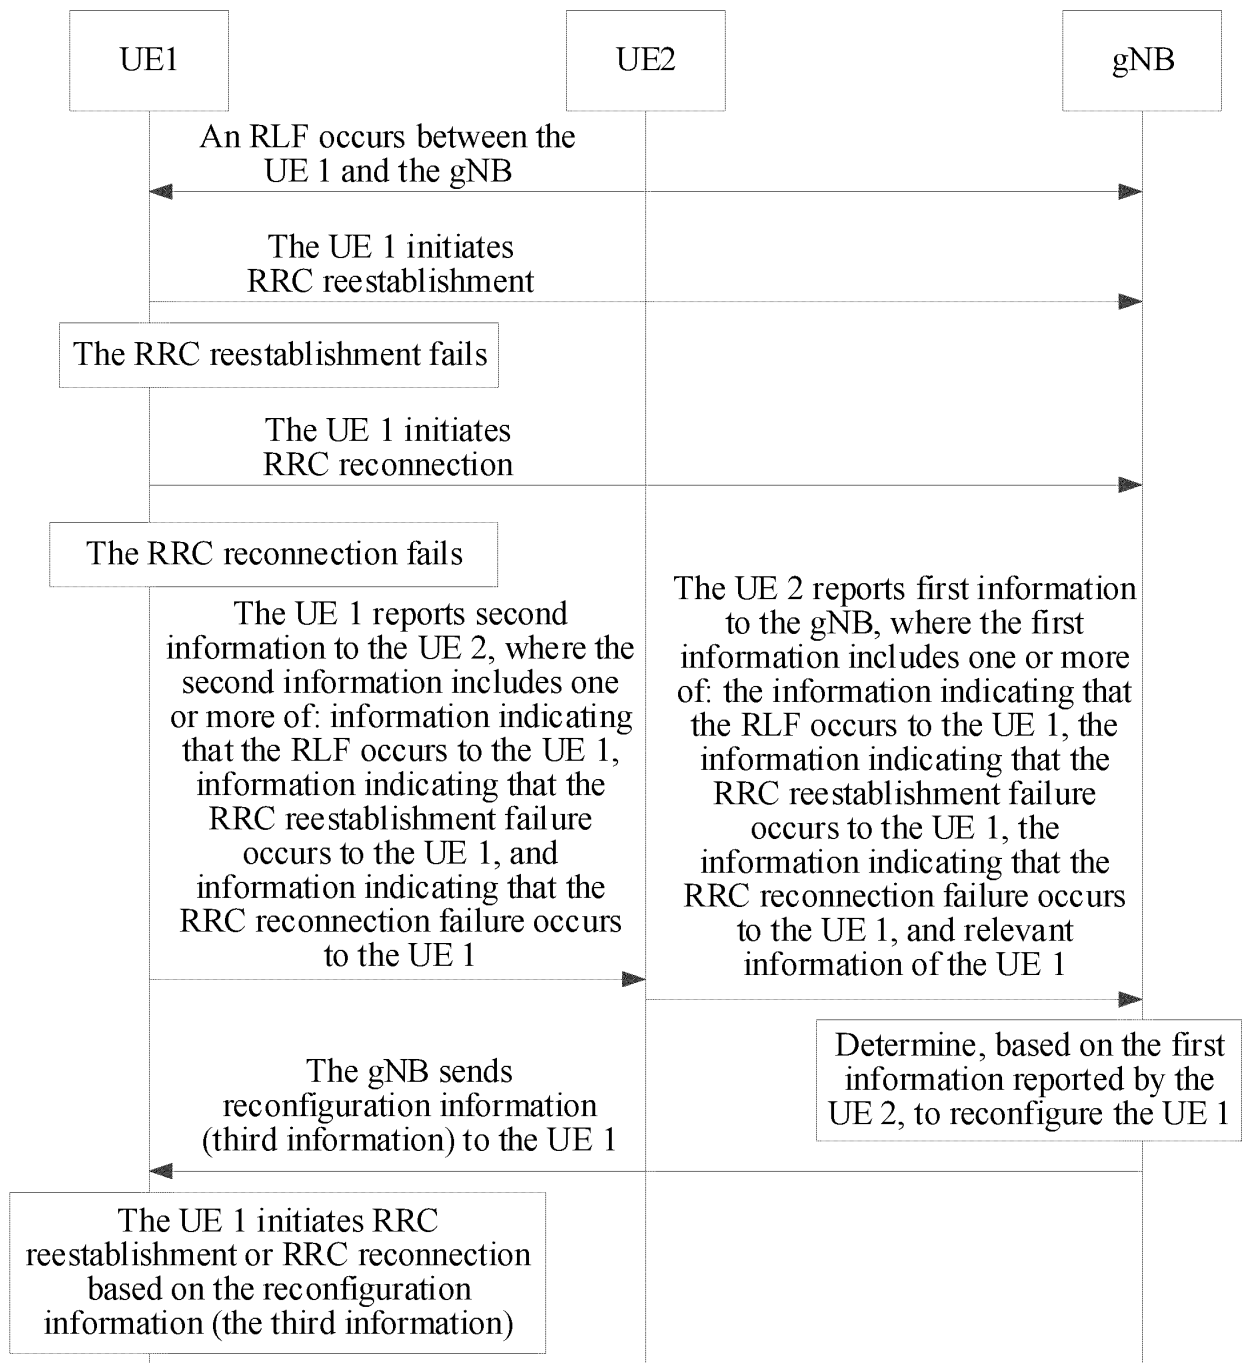 UE1
UE2
gNB
An RLF occurs between the
UE 1 and the gNB
The UE 1 initiates
RRC reestablishment
The RRC reestablishment fails
The UE 1 initiates
RRC reconnection
The RRC reconnection fails
The UE 1 reports second
information to the UE 2, where the
second information includes one
or more of: information indicating
that the RLF occurs to the UE 1,
information indicating that the
RRC reestablishment failure
occurs to the UE 1, and
information indicating that the
RRC reconnection failure occurs
to the UE 1
The UE 2 reports first information
to the gNB, where the first
information includes one or more
of: the information indicating that
the RLF occurs to the UE 1, the
information indicating that the
RRC reestablishment failure
occurs to the UE 1, the
information indicating that the
RRC reconnection failure occurs
to the UE 1, and relevant
information of the UE 1
Determine, based on the first
information reported by the
UE 2, to reconfigure the UE 1
The gNB sends
reconfiguration information
(third information) to the UE 1
The UE 1 initiates RRC
reestablishment or RRC reconnection
based on the reconfiguration
information (the third information)